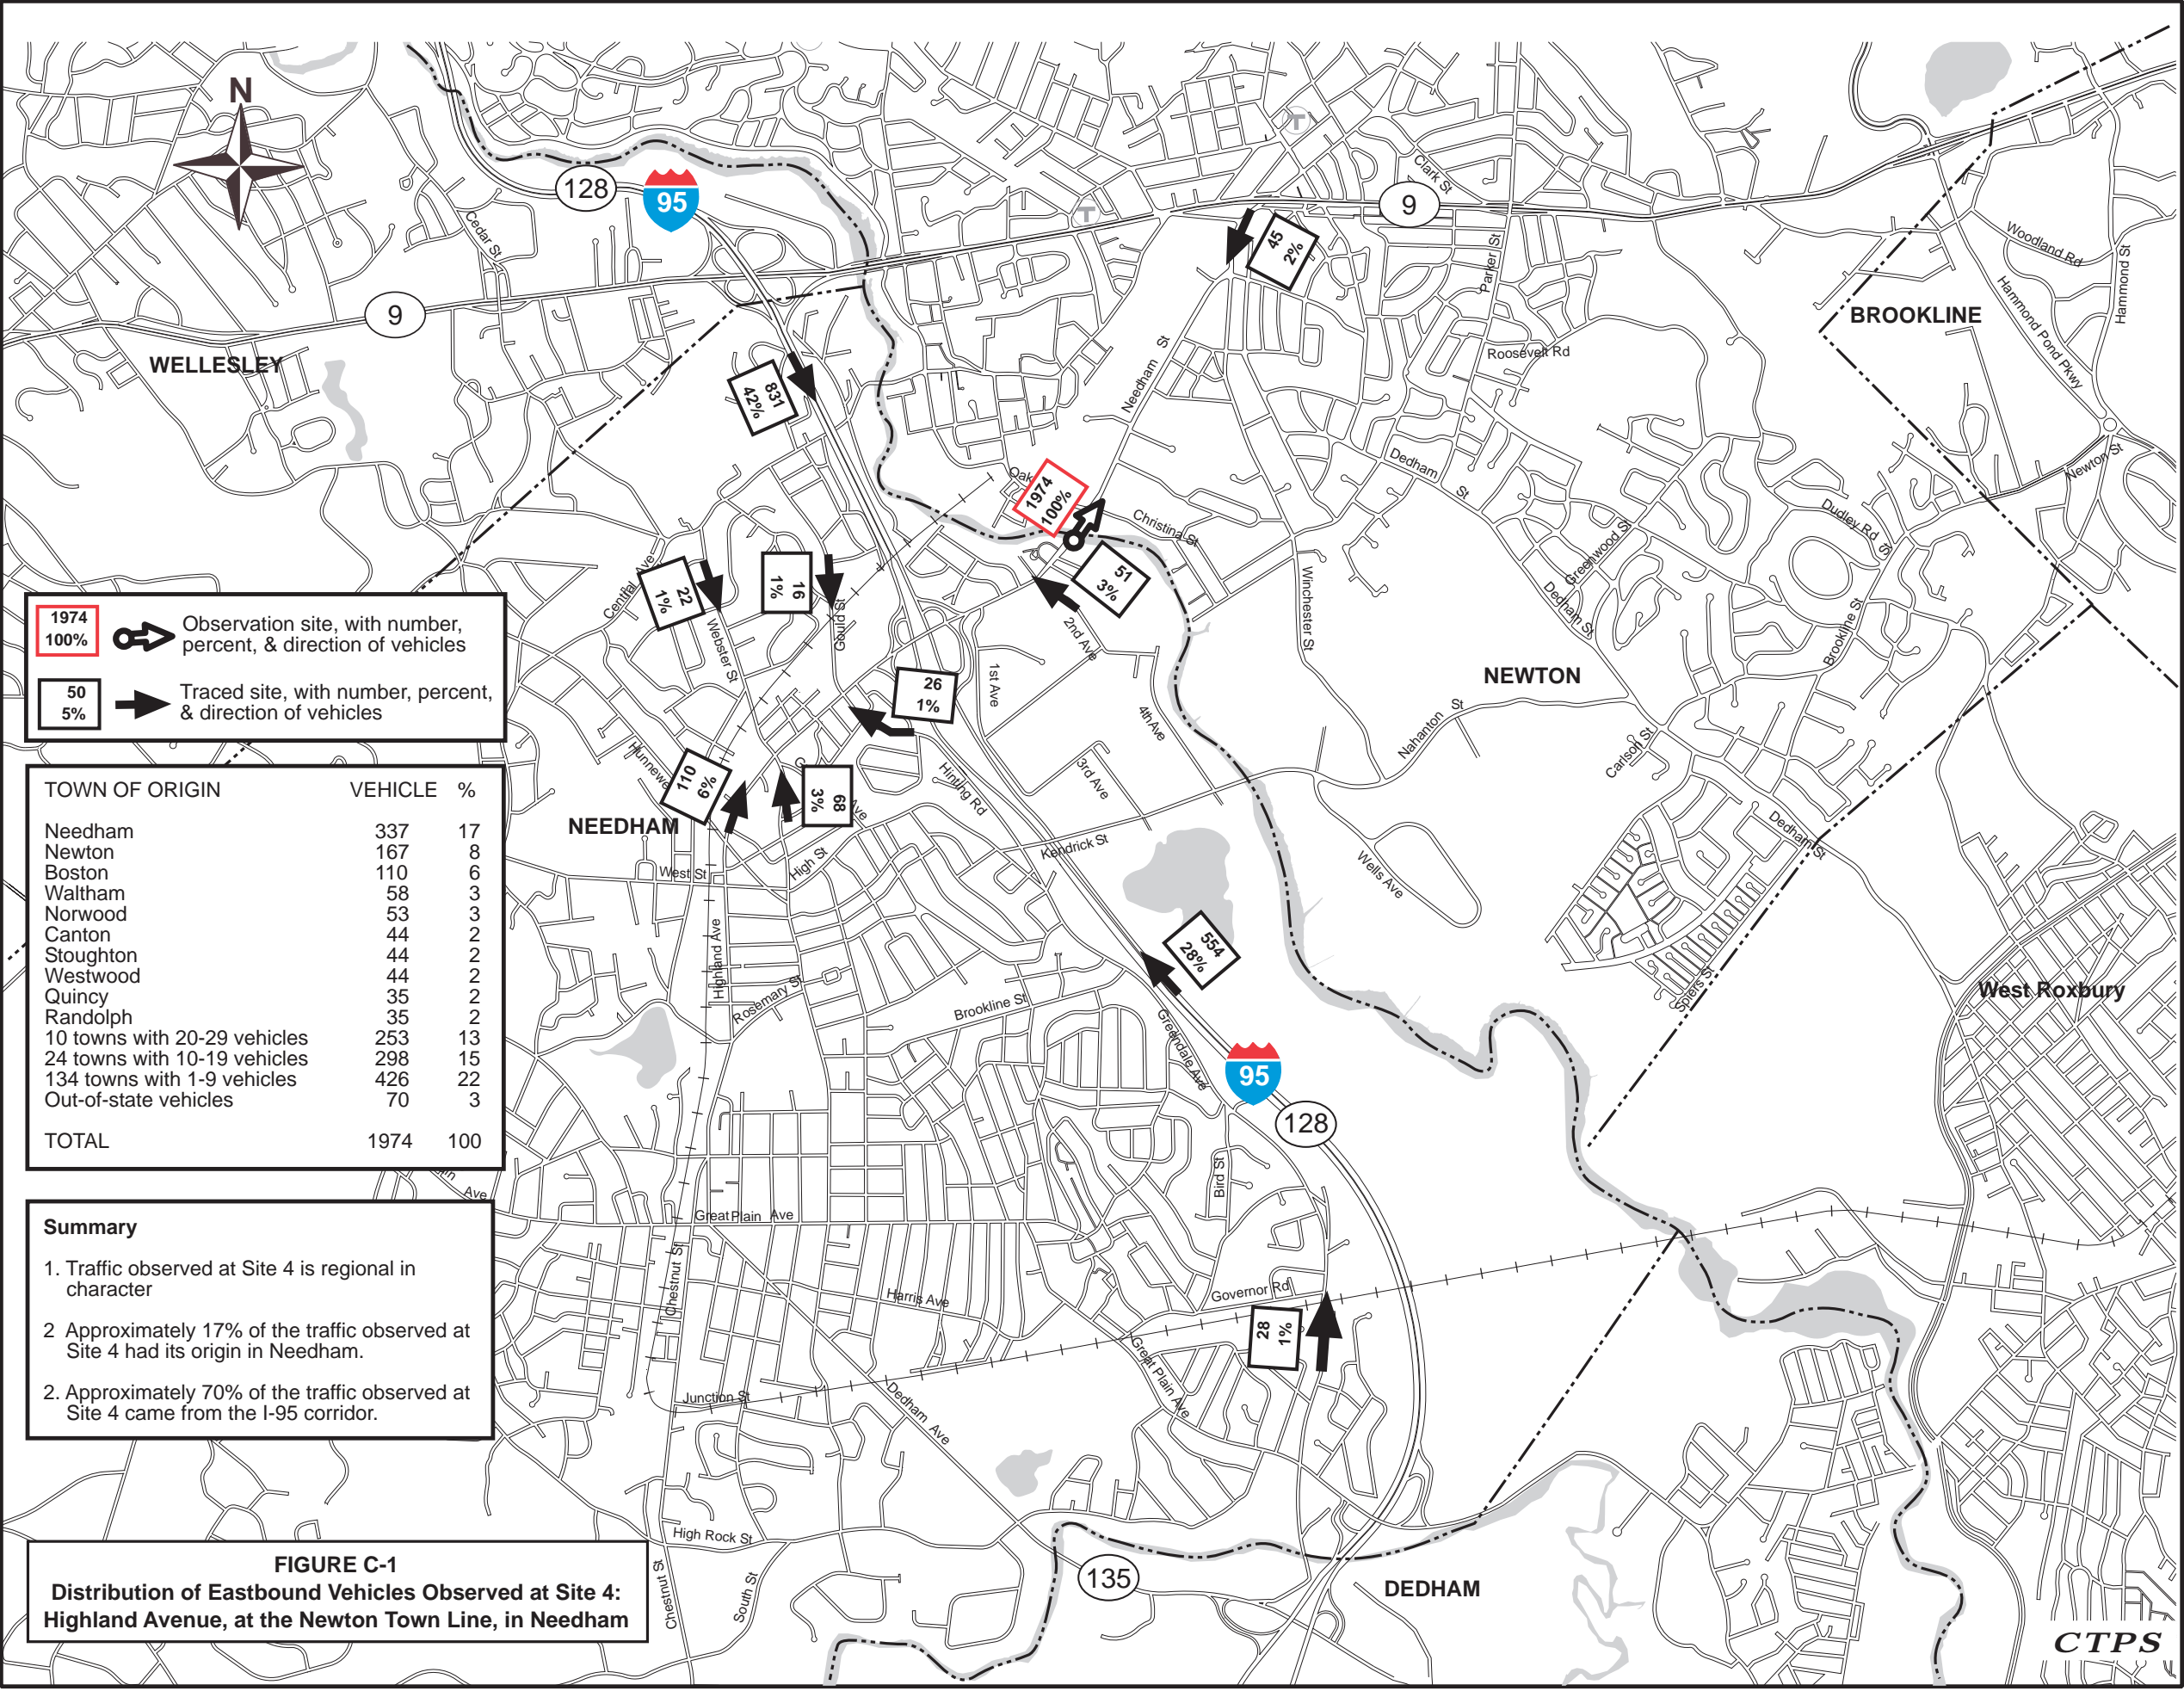 N
128
95
9
Clark St
Cedar St
45
2%
Parker St
Woodland Rd
Hammond St
Hammond Pond Pkwy
BROOKLINE
9
WELLESLEY
Roosevelt Rd
Needham St
831
42%
Dedham St
Newton St
Oak
1974
100%
Christina St
Dudley Rd
Greenwood St
Dedham St
Brookline St
51
3%
Central Ave
22
1%
16
1%
Webster St
Gould St
2nd Ave
Winchester St
1974
100%
Observation site, with number,
percent, & direction of vehicles
50
5%
Traced site, with number, percent,
& direction of vehicles
26
1%
1st Ave
4th Ave
NEWTON
Nahanton St
Carlson St
Hunnewe
110
6%
68
3%
Ave
Hinting Rd
3rd Ave
NEEDHAM
Kendrick St
Wells Ave
Dedham St
West St
High St
Highland Ave
Rosemary St
Brookline St
554
28%
Greendale Ave
Spiers St
West Roxbury
95
128
TOWN OF ORIGIN VEHICLE %
Needham 337 17
Newton 167 8
Boston 110 6
Waltham 58 3
Norwood 53 3
Canton 44 2
Stoughton 44 2
Westwood 44 2
Quincy 35 2
Randolph 35 2
10 towns with 20-29 vehicles 253 13
24 towns with 10-19 vehicles 298 15
134 towns with 1-9 vehicles 426 22
Out-of-state vehicles 70 3
TOTAL 1974 100
Ave
Bird St
Great Plain Ave
Chestnut St
Harris Ave
Governor Rd
28
1%
Great Plain Ave
Junction St
Dedham Ave
Summary
1. Traffic observed at Site 4 is regional in
character
2 Approximately 17% of the traffic observed at
Site 4 had its origin in Needham.
2. Approximately 70% of the traffic observed at
Site 4 came from the I-95 corridor.
High Rock St
Chestnut St
South St
135
DEDHAM
FIGURE C-1
Distribution of Eastbound Vehicles Observed at Site 4:
Highland Avenue, at the Newton Town Line, in Needham
CTPS